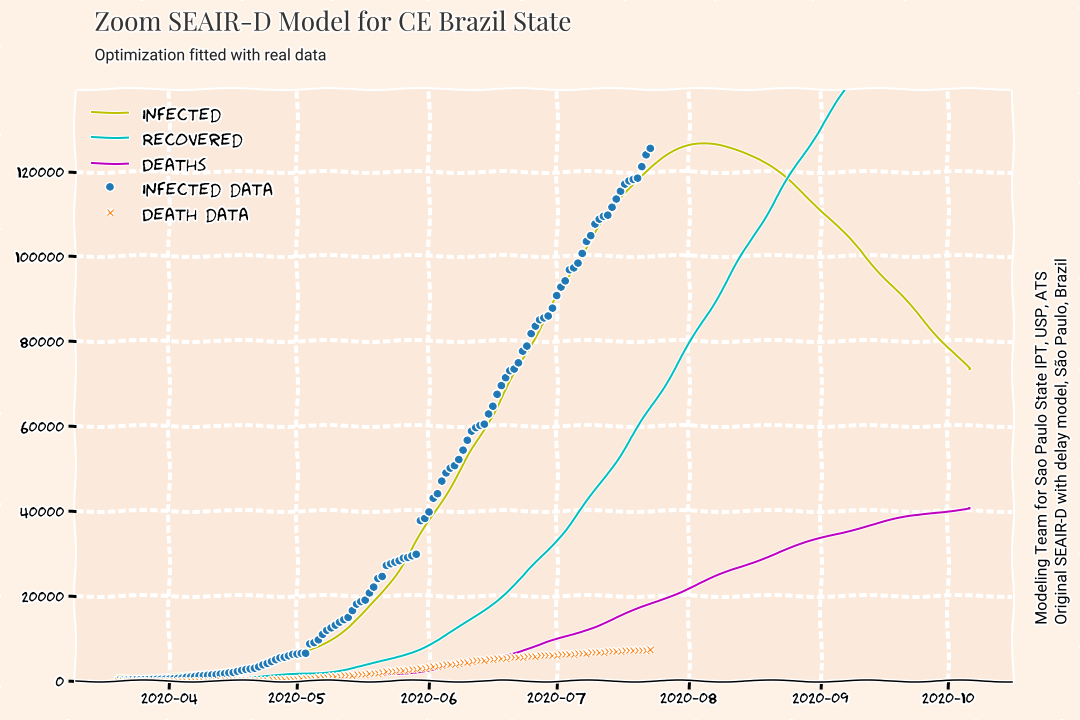 Zoom SEAIR-D Model for CE Brazil State
Optimization fitted with real data
INFECTED
RECOVERED
DEATHS
INFECTED DATA
DEATH DATA
120000
100000
80000
60000
40000
20000
0
2020-04
2020-05
2020-06
2020-07
2020-08
2020-09
2020-10
Modeling Team for Sao Paulo State IPT, USP, ATS
Original SEAIR-D with delay model, São Paulo, Brazil